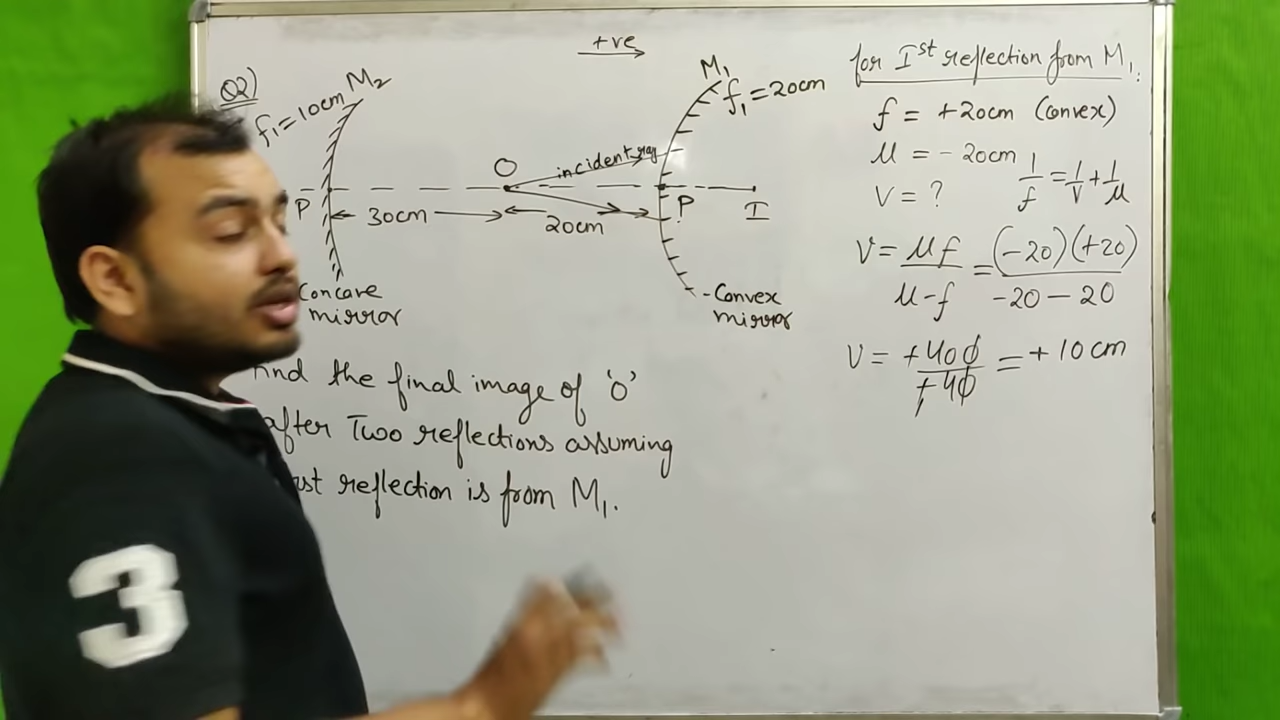 +ve
Q2)
f₁=10cm M₂
M₁
f₁=20cm
O
incident ray
P
30cm
20cm
P
I
Concave
mirror
-Convex
mirror
find the final image of 'O'
after Two reflections assuming
reflection is from M₁.
for Iˢᵗ reflection from M₁.
f = +20cm (Convex)
u = - 20cm
V = ?
1/f = 1/V + 1/u
V = uf/u-f = (-20)(+20)/-20-20
V = +400/+40 = +10cm
3